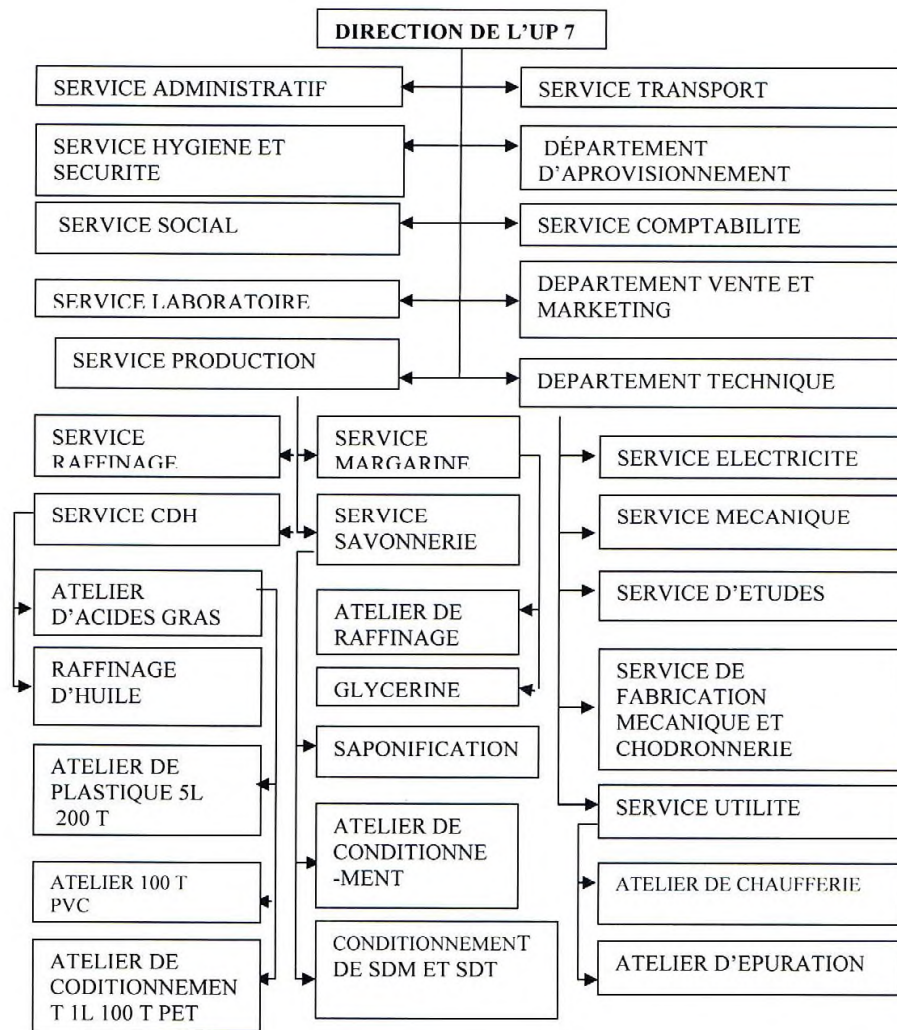 DIRECTION DE L'UP 7
SERVICE ADMINISTRATIF
SERVICE TRANSPORT
SERVICE HYGIENE ET
SECURITE
DÉPARTEMENT
D'APROVISIONNEMENT
SERVICE SOCIAL
SERVICE COMPTABILITE
SERVICE LABORATOIRE
DEPARTEMENT VENTE ET
MARKETING
SERVICE PRODUCTION
DEPARTEMENT TECHNIQUE
SERVICE
RAFFINAGE
SERVICE
MARGARINE
SERVICE ELECTRICITE
SERVICE CDH
SERVICE
SAVONNERIE
SERVICE MECANIQUE
ATELIER
D'ACIDES GRAS
ATELIER DE
RAFFINAGE
SERVICE D'ETUDES
RAFFINAGE
D'HUILE
GLYCERINE
SERVICE DE
FABRICATION
MECANIQUE ET
CHODRONNERIE
SAPONIFICATION
ATELIER DE
PLASTIQUE 5L
200 T
SERVICE UTILITE
ATELIER DE
CONDITIONNE
-MENT
ATELIER 100 T
PVC
ATELIER DE CHAUFFERIE
ATELIER DE
CODITIONNEMEN
T 1L 100 T PET
CONDITIONNEMENT
DE SDM ET SDT
ATELIER D'EPURATION